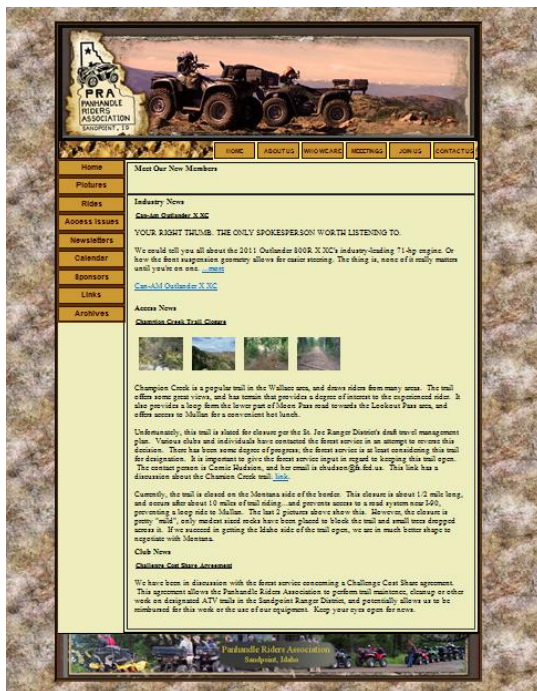 PRA
PANHANDLE
RIDERS
ASSOCIATION
SANDPOINT, ID
HOME ABOUT US WHO WE ARE MEETINGS JOIN US CONTACT US
Home
Pictures
Rides
Access Issues
Newsletters
Calendar
Sponsors
Links
Archives
Meet Our New Members
Industry News
Can-Am Outlander X XC
YOUR RIGHT THUMB. THE ONLY SPOKESPERSON WORTH LISTENING TO.
We could tell you all about the 2011 Outlander 800R X XC's industry-leading 71-hp engine. Or
how the front suspension geometry allows for easier steering. The thing is, none of it really matters
until you're on one. ...more
Can-AM Outlander X XC
Access News
Champion Creek Trail Closure
Champion Creek is a popular trail in the Wallace area, and draws riders from many areas. The trail
offers some great views, and has terrain that provides a degree of interest to the experienced rider. It
also provides a loop form the lower part of Moon Pass road towards the Lookout Pass area, and
offers access to Mullan for a convenient hot lunch.
Unfortunately, this trail is slated for closure per the St. Joe Ranger District's draft travel management
plan. Various clubs and individuals have contacted the forest service in an attempt to reverse this
decision. There has been some degree of progress; the forest service is at least considering this trail
for designation. It is important to give the forest service input in regard to keeping this trail open.
The contact person is Cornie Hudson, and her email is chudson@fs.fed.us. This link has a
discussion about the Chamion Creek trail, link.
Currently, the trail is closed on the Montana side of the border. This closure is about 1/2 mile long,
and occurs after about 10 miles of trail riding...and prevents access to a road system near I-90,
preventing a loop ride to Mullan. The last 2 pictures above show this. However, the closure is
pretty "mild", only modest sized rocks have been placed to block the trail and small trees dropped
across it. If we succeed in getting the Idaho side of the trail open, we are in much better shape to
negotiate with Montana.
Club News
Challenge Cost Share Agreement
We have been in discussion with the forest service concerning a Challenge Cost Share agreement.
This agreement allows the Panhandle Riders Association to perform trail maintence, cleanup or other
work on designated ATV trails in the Sandpoint Ranger District, and potentially allows us to be
reimbursed for this work or the use of our equipment. Keep your eyes open for news.
Panhandle Riders Association
Sandpoint, Idaho